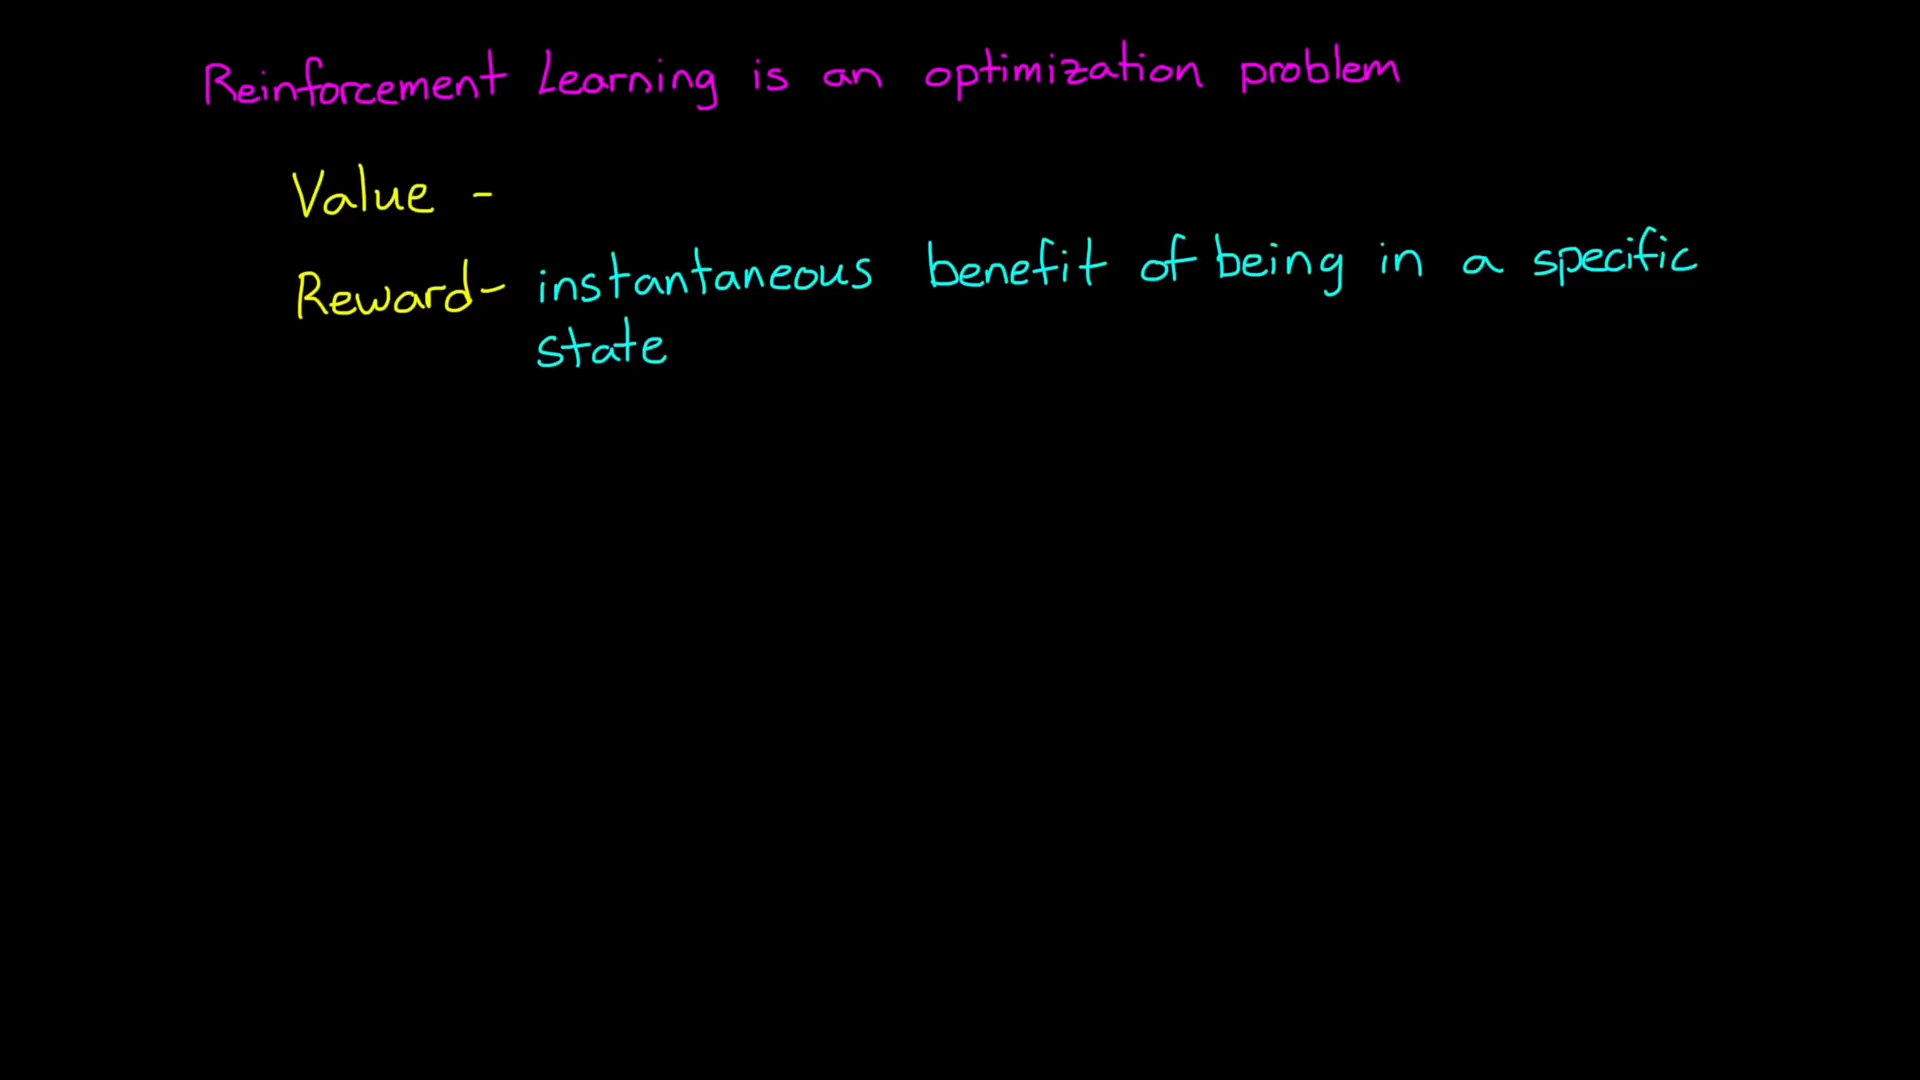 Reinforcement Learning is an optimization problem
Value -
Reward- instantaneous benefit of being in a specific
state